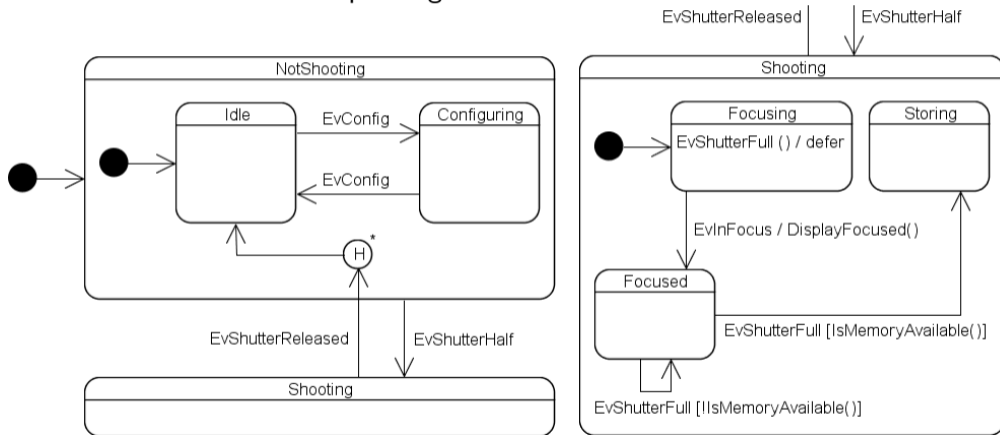 NotShooting
Idle
EvConfig
Configuring
EvConfig
H
*
EvShutterReleased
EvShutterHalf
Shooting
EvShutterReleased
EvShutterHalf
Shooting
Focusing
EvShutterFull () / defer
Storing
EvInFocus / DisplayFocused()
Focused
EvShutterFull [IsMemoryAvailable()]
EvShutterFull [!IsMemoryAvailable()]